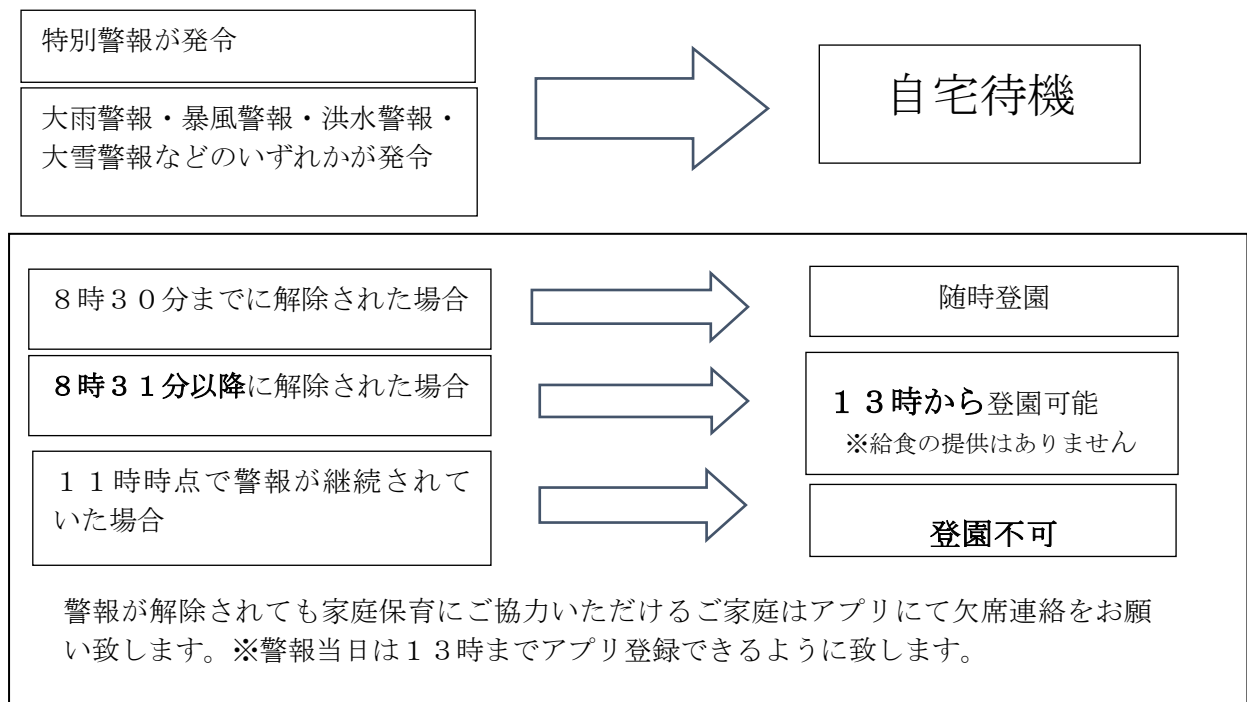 特別警報が発令
自宅待機
大雨警報・暴風警報・洪水警報・
大雪警報などのいずれかが発令
８時３０分までに解除された場合
随時登園
８時３１分以降に解除された場合
１３時から登園可能
※給食の提供はありません
１１時時点で警報が継続されて
いた場合
登園不可
警報が解除されても家庭保育にご協力いただけるご家庭はアプリにて欠席連絡をお願
い致します。※警報当日は１３時までアプリ登録できるように致します。